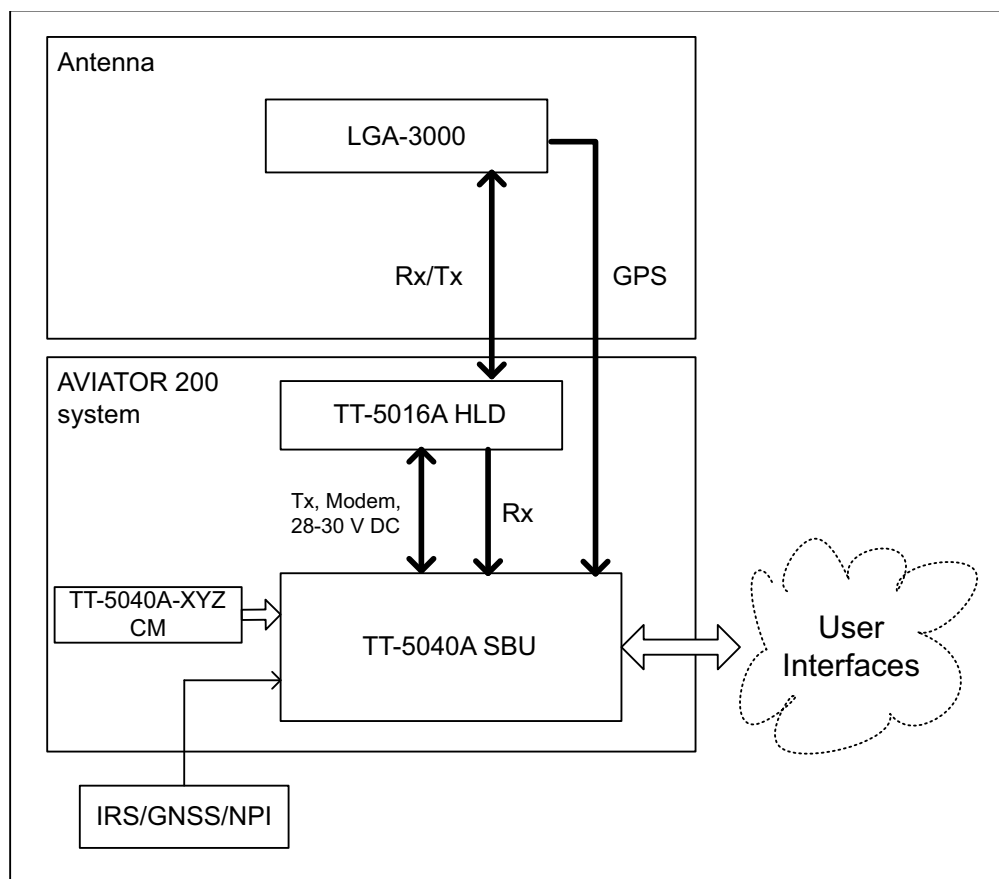 Antenna
LGA-3000
Rx/Tx
GPS
AVIATOR 200
system
TT-5016A HLD
Tx, Modem,
28-30 V DC
Rx
TT-5040A-XYZ
CM
TT-5040A SBU
User
Interfaces
IRS/GNSS/NPI